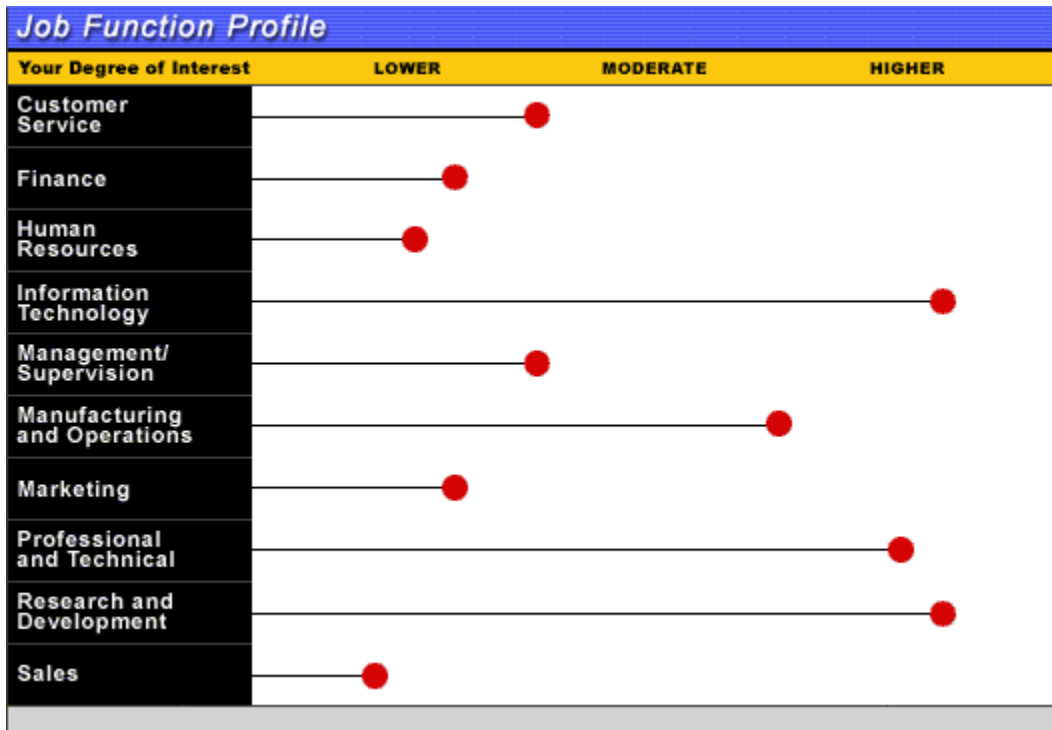 Job Function Profile
Your Degree of Interest LOWER MODERATE HIGHER
Customer
Service
Finance
Human
Resources
Information
Technology
Management/
Supervision
Manufacturing
and Operations
Marketing
Professional
and Technical
Research and
Development
Sales